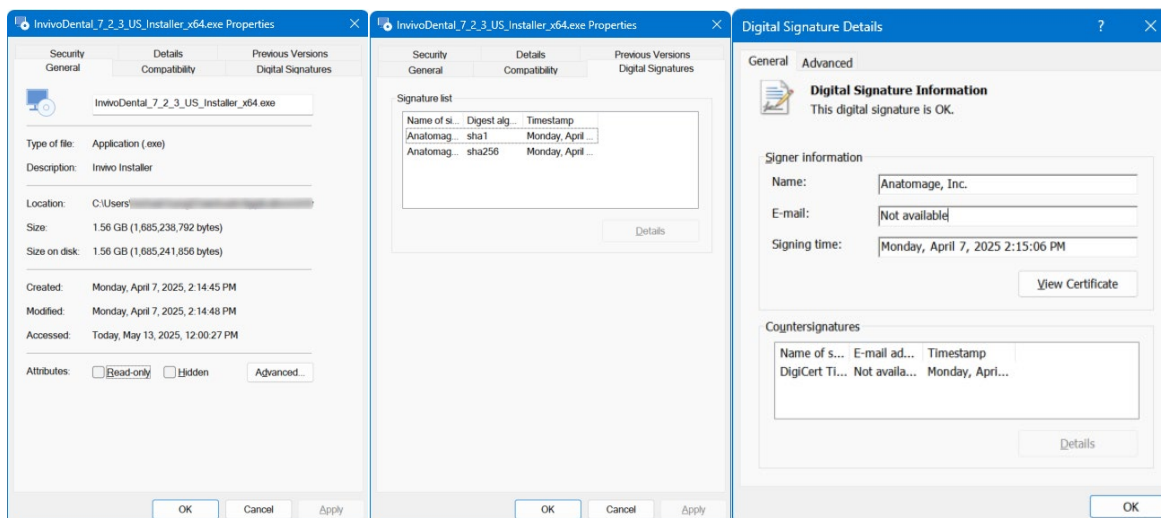 InvivoDental_7_2_3_US_Installer_x64.exe Properties
Security Details Previous Versions
General Compatibility Digital Signatures
InvivoDental_7_2_3_US_Installer_x64.exe
Type of file: Application (.exe)
Description: Invivo Installer
Location: C:\Users\
Size: 1.56 GB (1,685,238,792 bytes)
Size on disk: 1.56 GB (1,685,241,856 bytes)
Created: Monday, April 7, 2025, 2:14:45 PM
Modified: Monday, April 7, 2025, 2:14:48 PM
Accessed: Today, May 13, 2025, 12:00:27 PM
Attributes: Read-only Hidden Advanced...
OK Cancel Apply
InvivoDental_7_2_3_US_Installer_x64.exe Properties
Security Details Previous Versions
General Compatibility Digital Signatures
Signature list
Name of si... Digest alg... Timestamp
Anatomag... sha1 Monday, April ...
Anatomag... sha256 Monday, April ...
Details
OK Cancel Apply
Digital Signature Details ?
General Advanced
Digital Signature Information
This digital signature is OK.
Signer information
Name: Anatomage, Inc.
E-mail: Not available
Signing time: Monday, April 7, 2025 2:15:06 PM
View Certificate
Countersignatures
Name of s... E-mail ad... Timestamp
DigiCert Ti... Not availa... Monday, Apri...
Details
OK